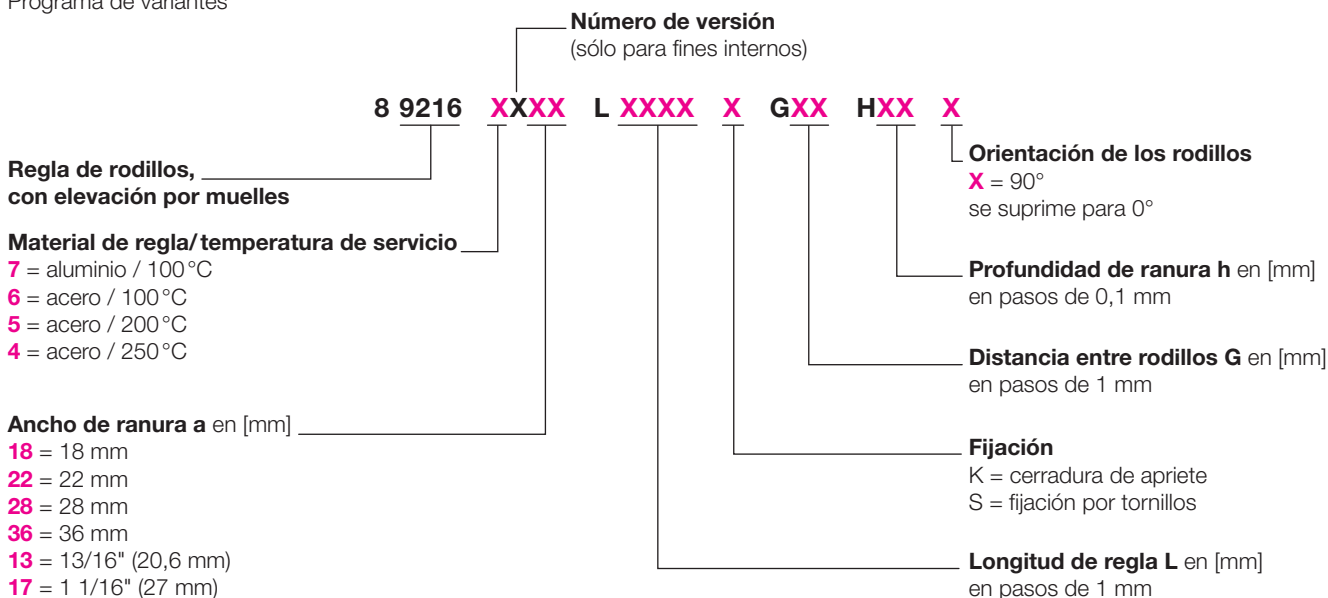 Programa de variantes
Número de versión
(sólo para fines internos)
8 9216 XXXX L XXXX X GXX HXX X
Regla de rodillos,
con elevación por muelles
Material de regla/temperatura de servicio
7 = aluminio / 100 °C
6 = acero / 100 °C
5 = acero / 200 °C
4 = acero / 250 °C
Ancho de ranura a en [mm]
18 = 18 mm
22 = 22 mm
28 = 28 mm
36 = 36 mm
13 = 13/16" (20,6 mm)
17 = 1 1/16" (27 mm)
Orientación de los rodillos
X = 90°
se suprime para 0°
Profundidad de ranura h en [mm]
en pasos de 0,1 mm
Distancia entre rodillos G en [mm]
en pasos de 1 mm
Fijación
K = cerradura de apriete
S = fijación por tornillos
Longitud de regla L en [mm]
en pasos de 1 mm